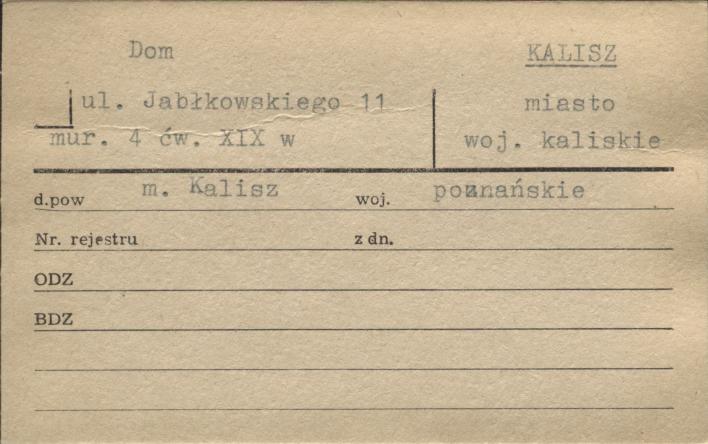 Dom
KALISZ
ul. Jabłkowskiego 11
miasto
mur. 4 ćw. XIX w
woj. kaliskie
d.pow m. Kalisz woj. poznańskie
Nr. rejestru z dn.
ODZ
BDZ